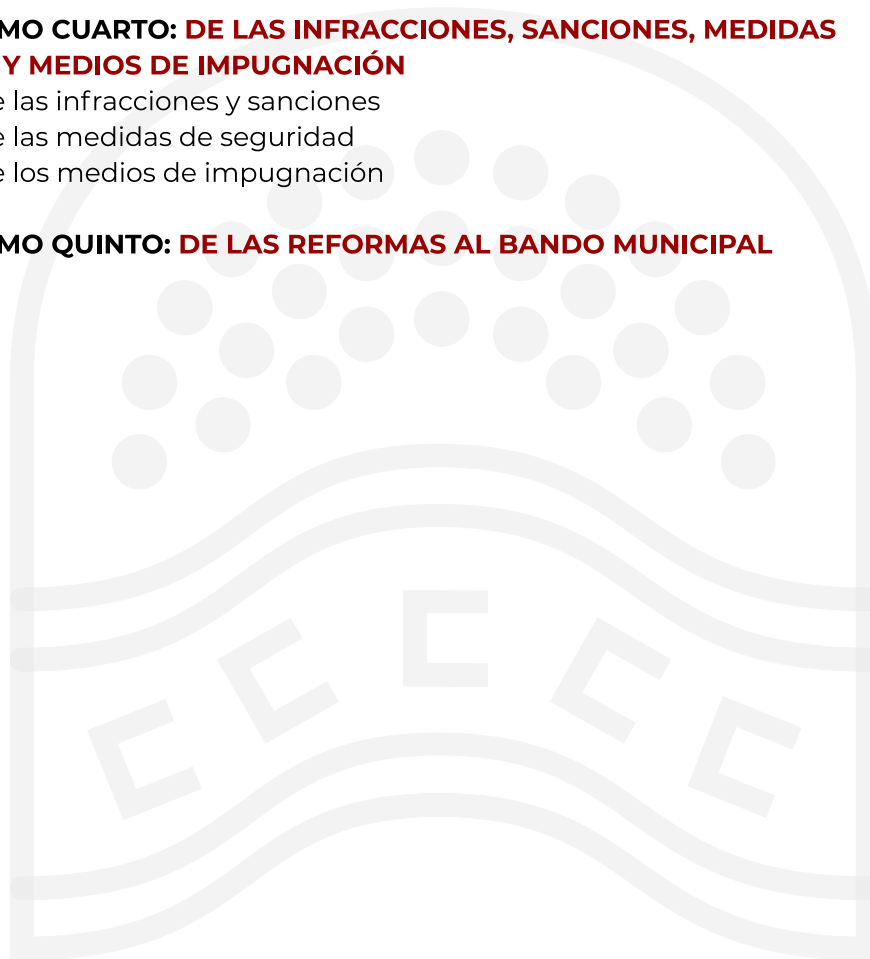 MO CUARTO: DE LAS INFRACCIONES, SANCIONES, MEDIDAS
Y MEDIOS DE IMPUGNACIÓN
e las infracciones y sanciones
e las medidas de seguridad
e los medios de impugnación
MO QUINTO: DE LAS REFORMAS AL BANDO MUNICIPAL